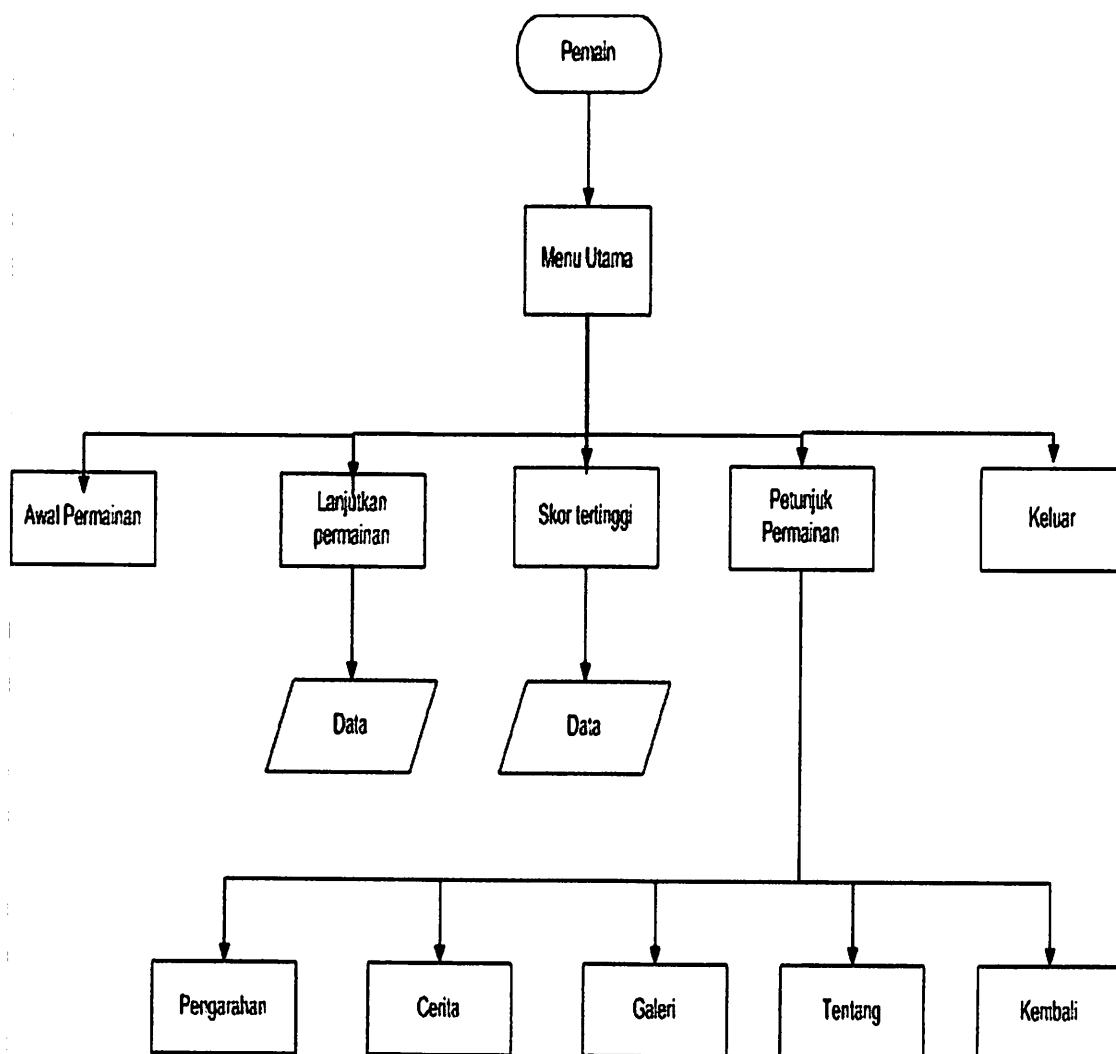 Pemain
Menu Utama
Awal Permainan
Lanjutkan
permainan
Skor tertinggi
Petunjuk
Permainan
Keluar
Data
Data
Pengarahan
Cerita
Galeri
Tentang
Kembali